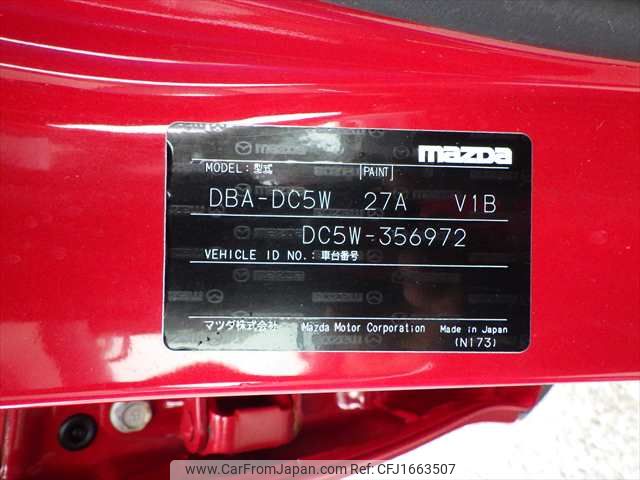 mazda
MODEL:型式 PAINT
DBA-DC5W 27A V1B
DC5W-356972
VEHICLE ID NO.:車台番号
マツダ株式会社 Mazda Motor Corporation Made in Japan
(N173)
www.CarFromJapan.com | Ref No: CFJ1663507